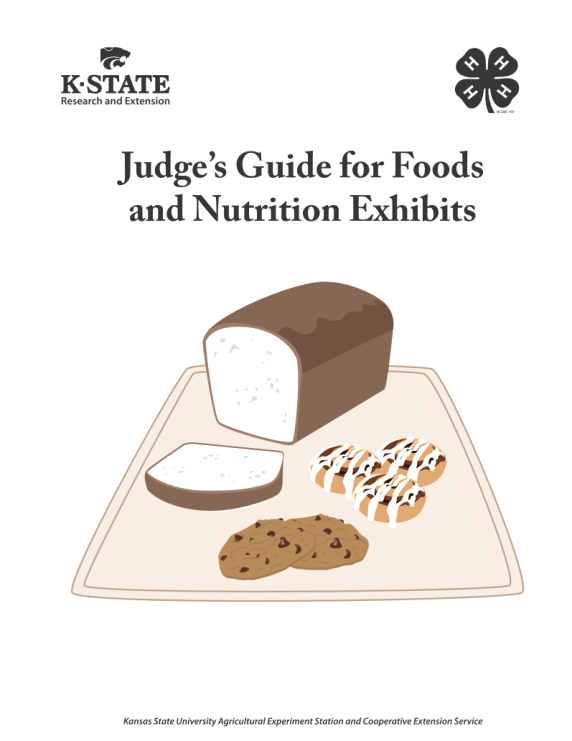 K·STATE
Research and Extension
H H
H H
Judge's Guide for Foods
and Nutrition Exhibits
Kansas State University Agricultural Experiment Station and Cooperative Extension Service